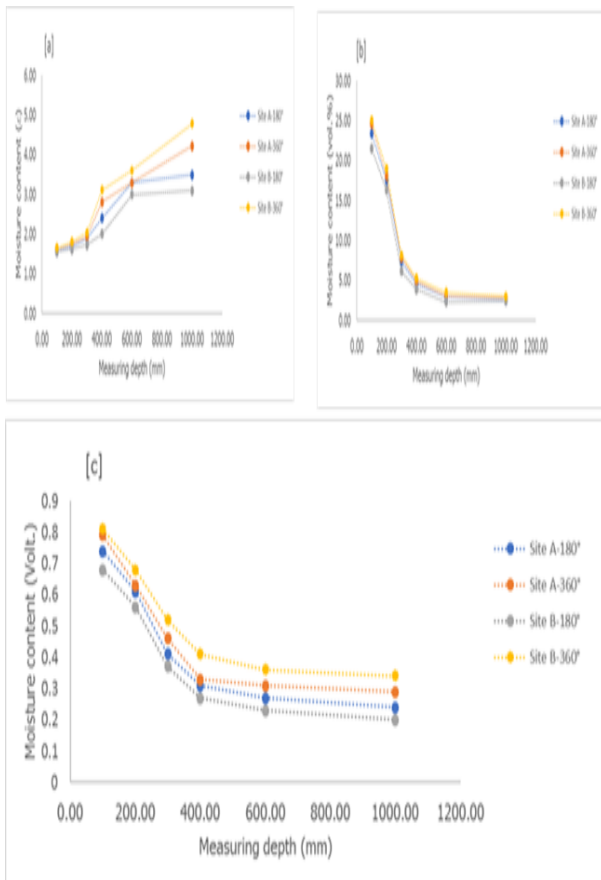 [a]
Moisture content (ε)
6.00
5.00
4.00
3.00
2.00
1.00
0.00
0.00 200.00 400.00 600.00 800.00 1000.00 1200.00
Measuring depth (mm)
Site A-180°
Site A-360°
Site B-180°
Site B-360°
[b]
Moisture content (vol.%)
30.00
25.00
20.00
15.00
10.00
5.00
0.00
0.00 200.00 400.00 600.00 800.00 1000.00 1200.00
Measuring depth (mm)
Site A-180°
Site A-360°
Site B-180°
Site B-360°
[c]
Moisture content (Volt.)
0.9
0.8
0.7
0.6
0.5
0.4
0.3
0.2
0.1
0
0.00 200.00 400.00 600.00 800.00 1000.00 1200.00
Measuring depth (mm)
Site A-180°
Site A-360°
Site B-180°
Site B-360°